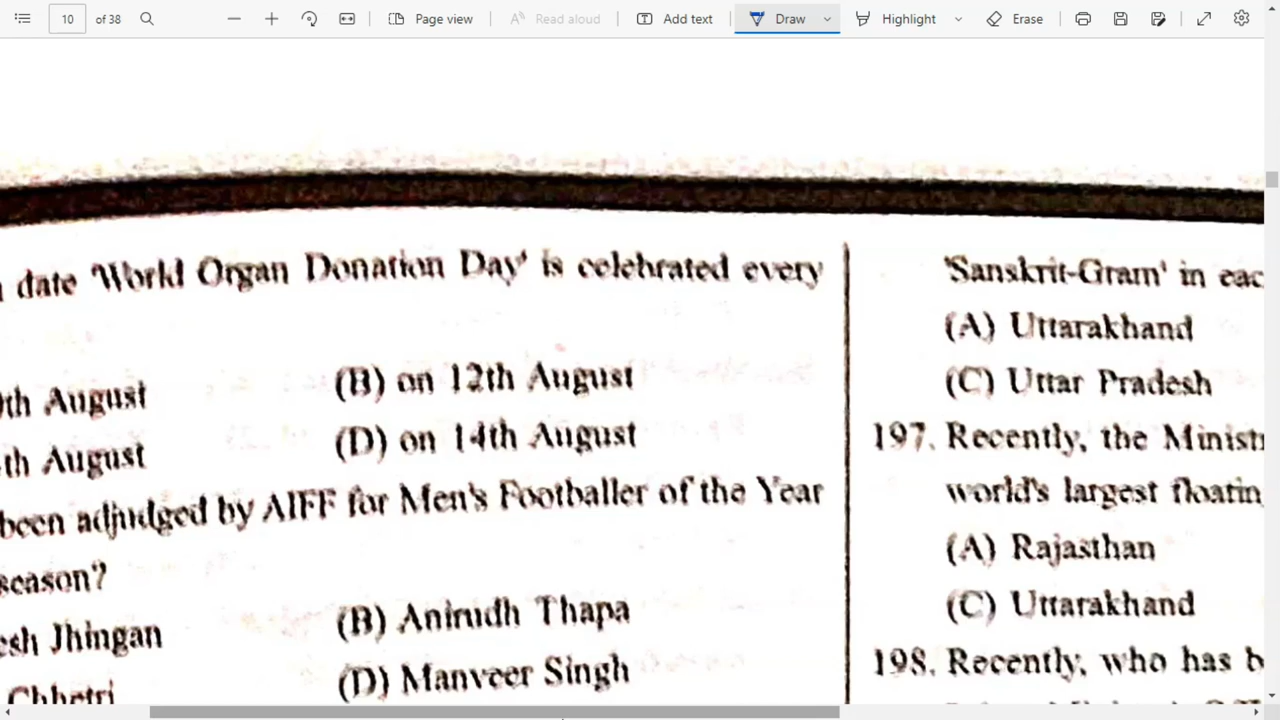 10 of 38 Page view Read aloud Add text Draw Highlight Erase
date 'World Organ Donation Day' is celebrated every
th August (B) on 12th August
th August (D) on 14th August
been adjudged by AIFF for Men's Footballer of the Year
season?
esh Jhingan (B) Anirudh Thapa
Chhetri (D) Manveer Singh
'Sanskrit-Gram' in eac
(A) Uttarakhand
(C) Uttar Pradesh
197. Recently, the Minist
world's largest floatin
(A) Rajasthan
(C) Uttarakhand
198. Recently, who has b